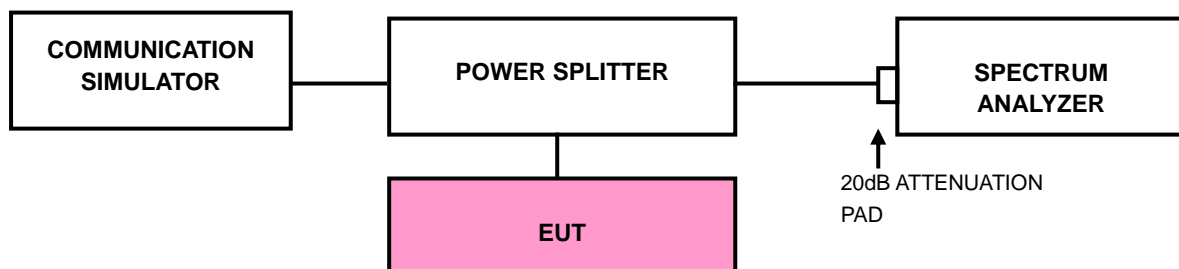 COMMUNICATION
SIMULATOR
POWER SPLITTER
SPECTRUM
ANALYZER
20dB ATTENUATION
PAD
EUT